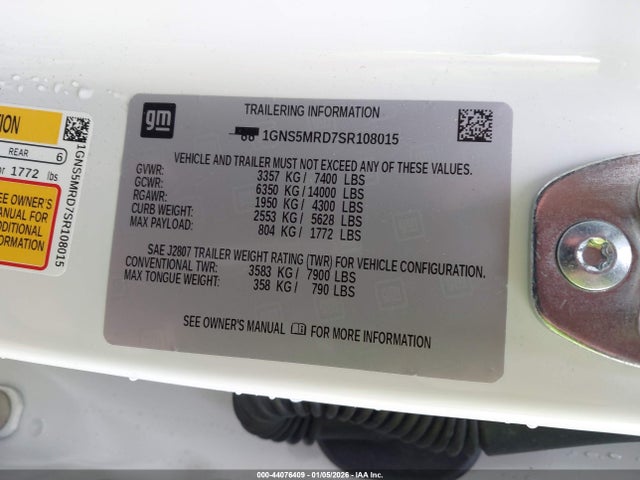 gm
TRAILERING INFORMATION
1GNS5MRD7SR108015
VEHICLE AND TRAILER MUST NOT EXCEED ANY OF THESE VALUES.
GVWR: 3357 KG/ 7400 LBS
GCWR: 6350 KG/14000 LBS
RGAWR: 1950 KG/ 4300 LBS
CURB WEIGHT: 2553 KG/ 5628 LBS
MAX PAYLOAD: 804 KG/ 1772 LBS
SAE J2807 TRAILER WEIGHT RATING (TWR) FOR VEHICLE CONFIGURATION.
CONVENTIONAL TWR: 3583 KG/ 7900 LBS
MAX TONGUE WEIGHT: 358 KG/ 790 LBS
SEE OWNER'S MANUAL FOR MORE INFORMATION
REAR 6
1772 lbs
SEE OWNER'S
MANUAL FOR
ADDITIONAL
INFORMATION
1GNS5MRD7SR108015
000-44076409 - 01/05/2026 - IAA Inc.